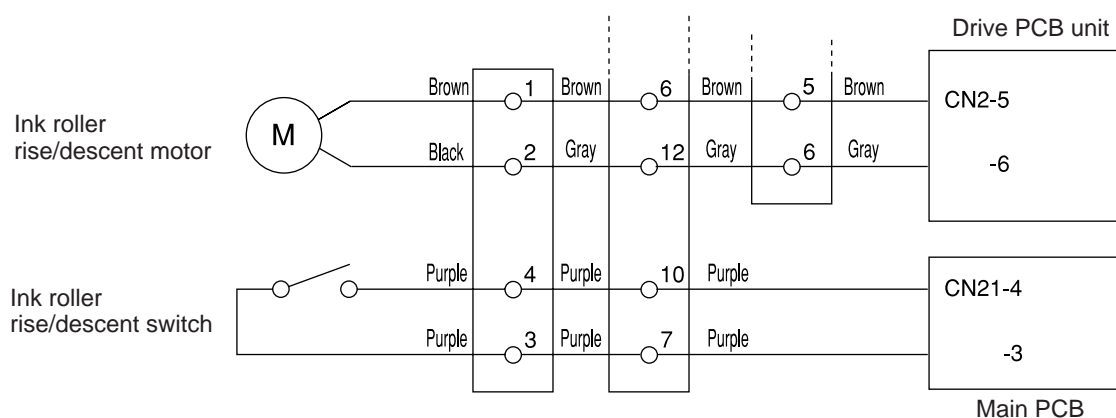 Drive PCB unit
Brown 1 Brown 6 Brown 5 Brown CN2-5
Ink roller
rise/descent motor
M
Black 2 Gray 12 Gray 6 Gray -6
Purple 4 Purple 10 Purple CN21-4
Ink roller
rise/descent switch
Purple 3 Purple 7 Purple -3
Main PCB